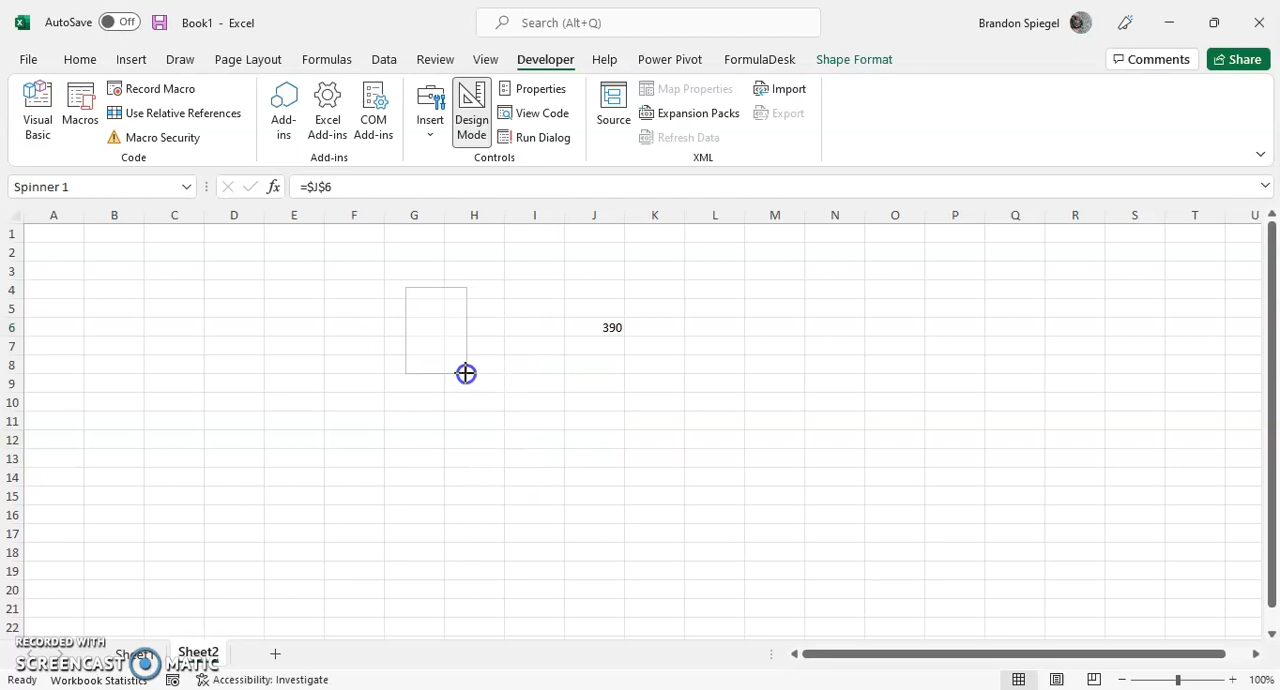 AutoSave Off Book1 - Excel Search (Alt+Q) Brandon Spiegel
File Home Insert Draw Page Layout Formulas Data Review View Developer Help Power Pivot FormulaDesk Shape Format Comments Share
Visual Basic
Macros
Record Macro
Use Relative References
Macro Security
Code
Add-ins
Excel Add-ins
COM Add-ins
Add-ins
Insert
Design Mode
Properties
View Code
Run Dialog
Controls
Source
Map Properties
Expansion Packs
Refresh Data
Import
Export
XML
Spinner 1 fx =$J$6
A B C D E F G H I J K L M N O P Q R S T U
1
2
3
4
5
6 390
7
8
9
10
11
12
13
14
15
16
17
18
19
20
21
22
RECORDED WITH
SCREENCAST MATIC
Sheet1 Sheet2
Ready Workbook Statistics Accessibility: Investigate 100%